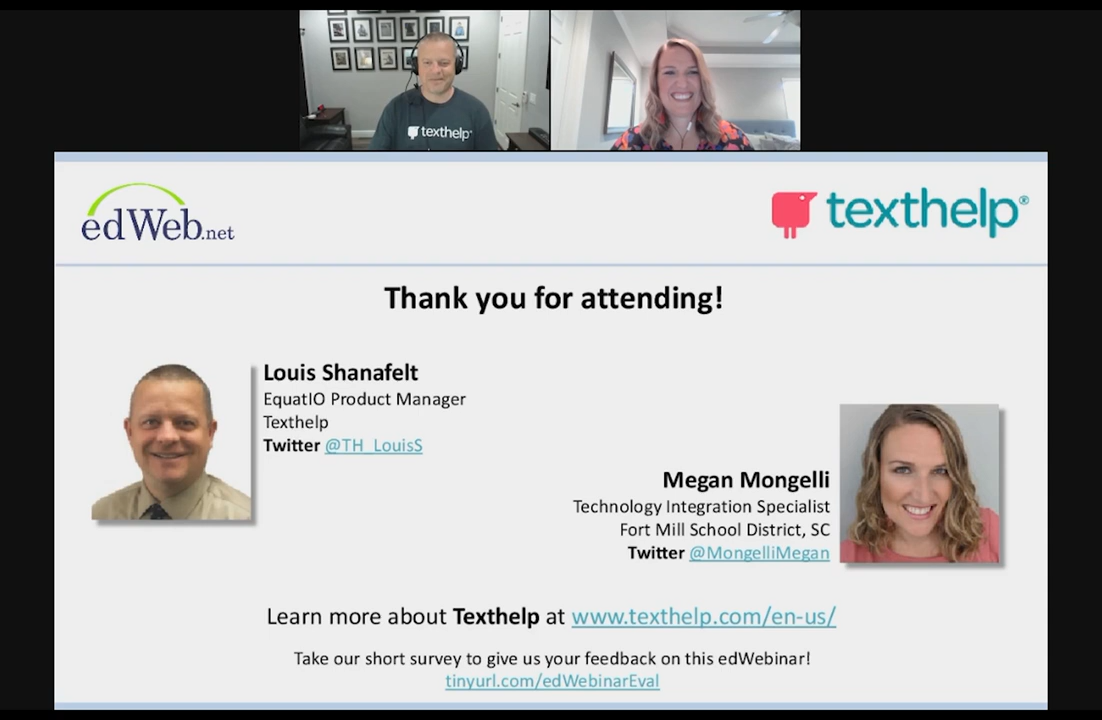 texthelp
edWeb.net
texthelp®
Thank you for attending!
Louis Shanafelt
EquatIO Product Manager
Texthelp
Twitter @TH_LouisS
Megan Mongelli
Technology Integration Specialist
Fort Mill School District, SC
Twitter @MongelliMegan
Learn more about Texthelp at www.texthelp.com/en-us/
Take our short survey to give us your feedback on this edWebinar!
tinyurl.com/edWebinarEval